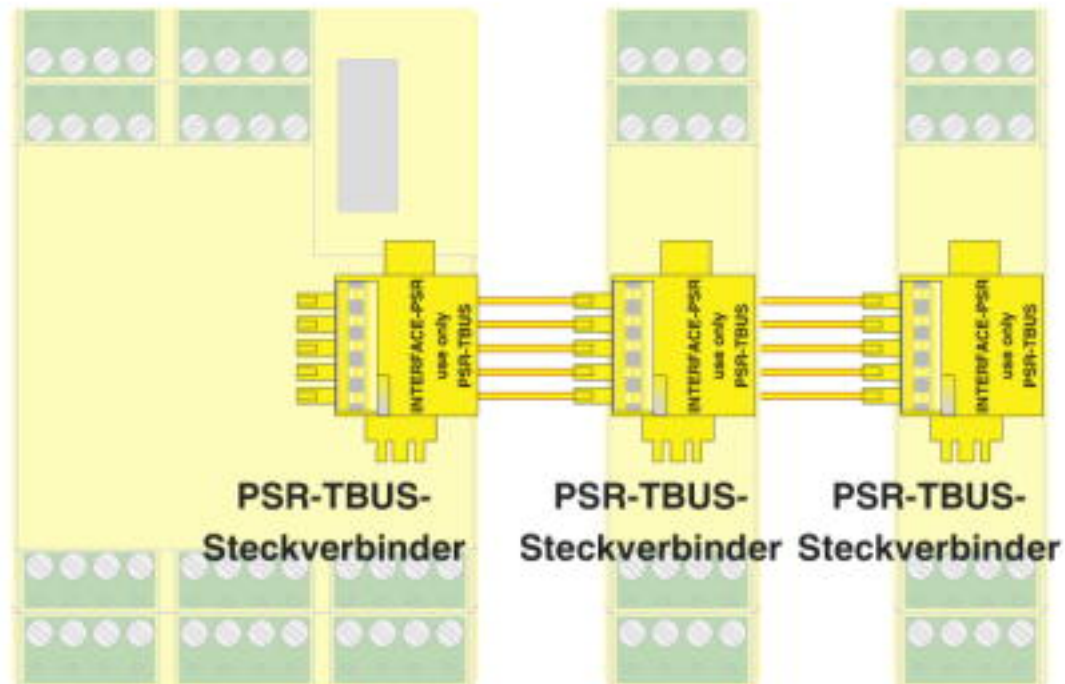 INTERFACE-PSR
use only
PSR-TBUS
INTERFACE-PSR
use only
PSR-TBUS
INTERFACE-PSR
use only
PSR-TBUS
PSR-TBUS-
Steckverbinder
PSR-TBUS-
Steckverbinder
PSR-TBUS-
Steckverbinder